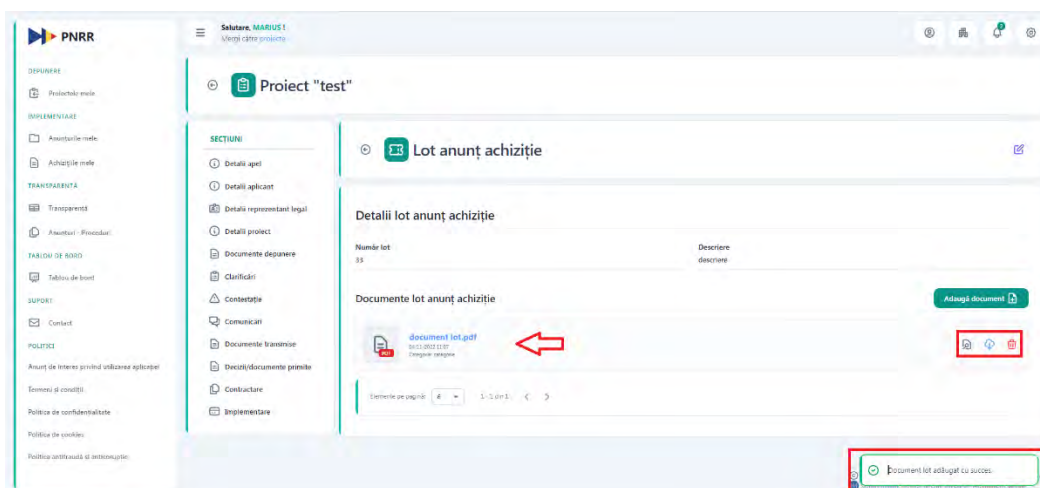 PNRR
Salutare, MARIUS !
Mergi către proiecte
2
DEPUNERE
Proiectele mele
IMPLEMENTARE
Anunțurile mele
Achizițiile mele
TRANSPARENȚĂ
Transparență
Anunțuri - Proceduri
TABLOU DE BORD
Tablou de bord
SUPORT
Contact
POLITICI
Anunț de interes privind utilizarea aplicației
Termeni și condiții
Politica de confidențialitate
Politica de cookies
Politica antifraudă și anticorupție
Proiect "test"
SECȚIUNI
Detalii apel
Detalii aplicant
Detalii reprezentant legal
Detalii proiect
Documente depunere
Clarificări
Contestație
Comunicări
Documente transmise
Decizii/documente primite
Contractare
Implementare
Lot anunț achiziție
Detalii lot anunț achiziție
Număr lot
33
Descriere
descriere
Documente lot anunț achiziție
Adaugă document
PDF
document lot.pdf
Categorie: categorie
Elemente pe pagină: 6
1 - 1 din 1
Document lot adăugat cu succes.